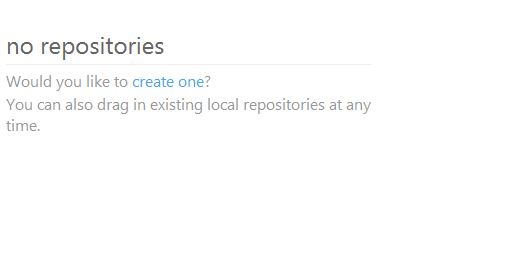 no repositories
Would you like to create one?
You can also drag in existing local repositories at any
time.